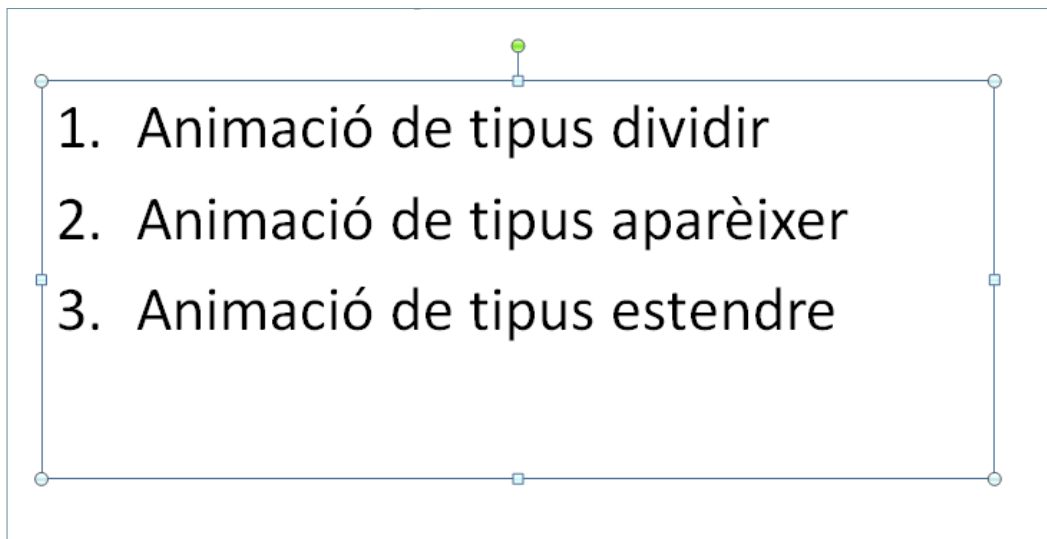 1. Animació de tipus dividir
2. Animació de tipus aparèixer
3. Animació de tipus estendre